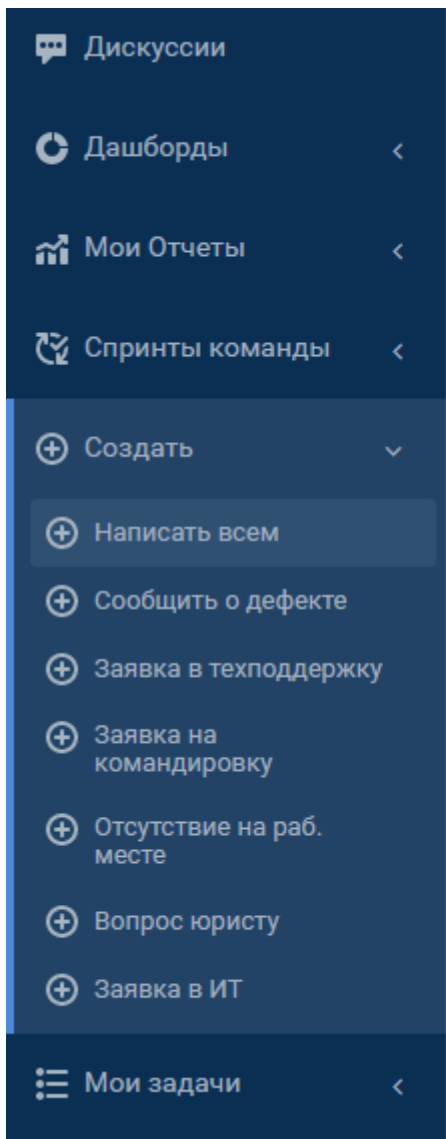 Дискуссии
Дашборды
Мои Отчеты
Спринты команды
Создать
Написать всем
Сообщить о дефекте
Заявка в техподдержку
Заявка на
командировку
Отсутствие на раб.
месте
Вопрос юристу
Заявка в ИТ
Мои задачи